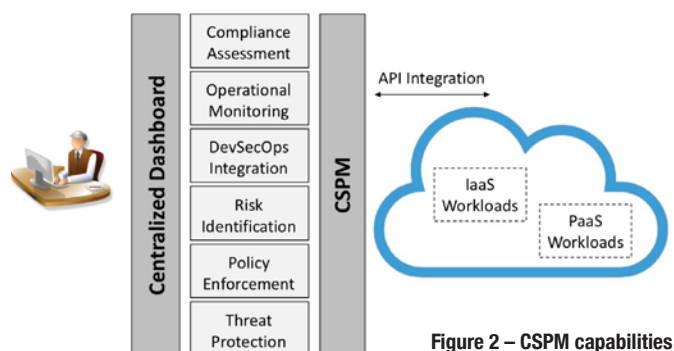 Centralized Dashboard
Compliance
Assessment
Operational
Monitoring
DevSecOps
Integration
Risk
Identification
Policy
Enforcement
Threat
Protection
CSPM
API Integration
IaaS
Workloads
PaaS
Workloads
Figure 2 – CSPM capabilities